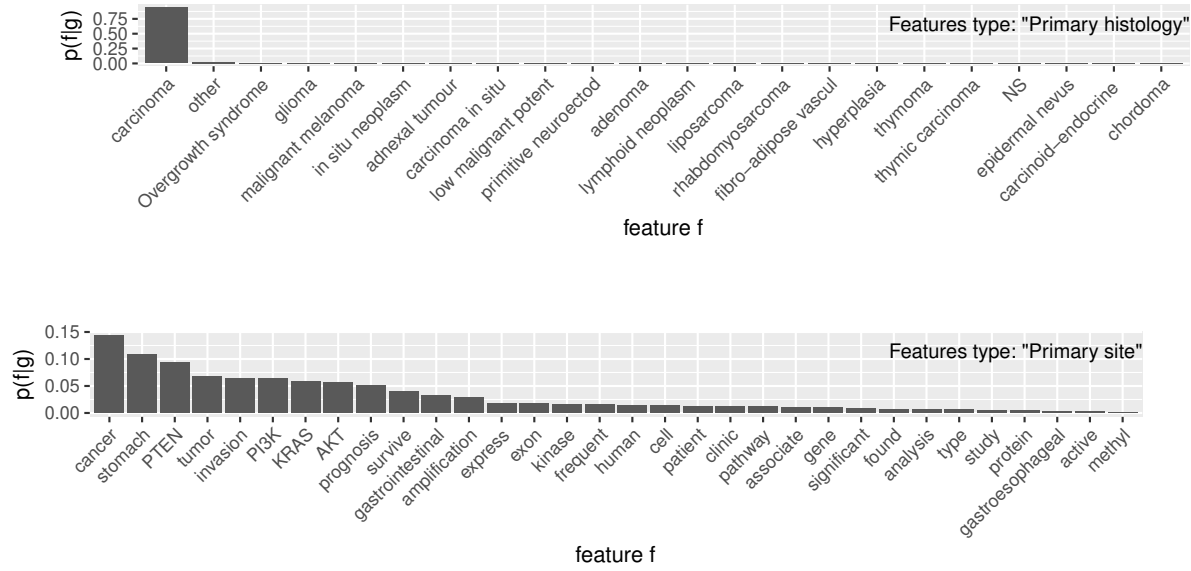 p(f|g)
0.75
0.50
0.25
0.00
Features type: "Primary histology"
carcinoma
other
Overgrowth syndrome
glioma
malignant melanoma
in situ neoplasm
adnexal tumour
carcinoma in situ
low malignant potent
primitive neuroectod
adenoma
lymphoid neoplasm
liposarcoma
rhabdomyosarcoma
fibro−adipose vascul
hyperplasia
thymoma
thymic carcinoma
NS
epidermal nevus
carcinoid−endocrine
chordoma
feature f
p(f|g)
0.15
0.10
0.05
0.00
Features type: "Primary site"
cancer
stomach
PTEN
tumor
invasion
PI3K
KRAS
AKT
prognosis
survive
gastrointestinal
amplification
express
exon
kinase
frequent
human
cell
patient
clinic
pathway
associate
gene
significant
found
analysis
type
study
protein
gastroesophageal
active
methyl
feature f